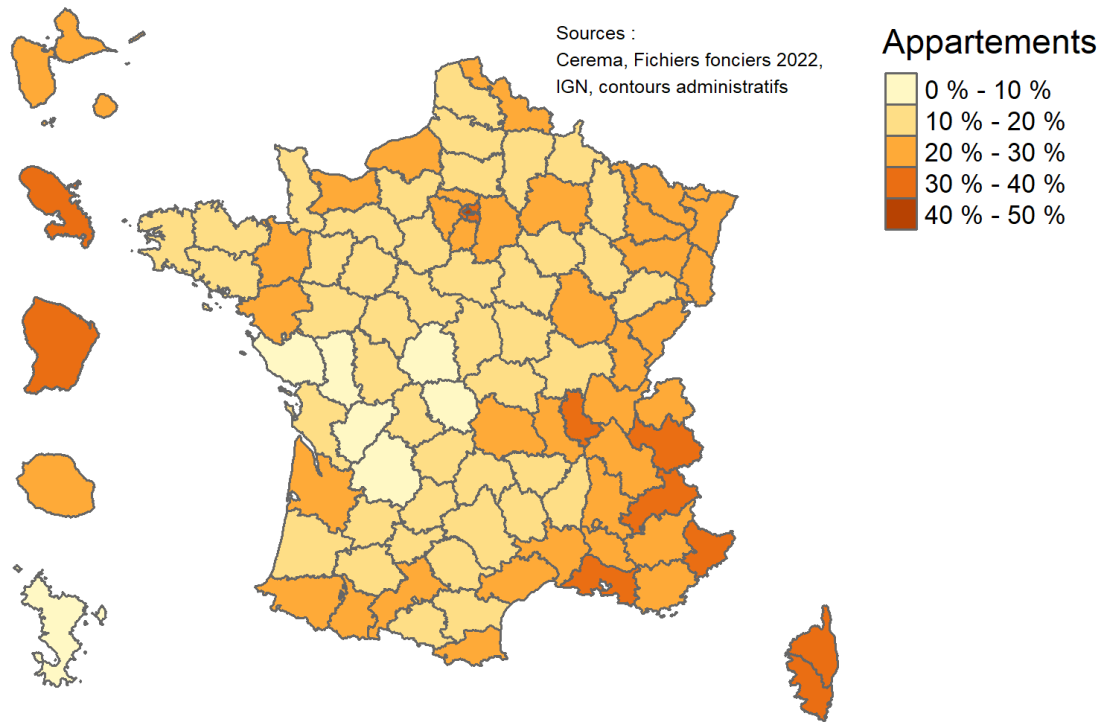 Sources :
Cerema, Fichiers fonciers 2022,
IGN, contours administratifs
Appartements
0 % - 10 %
10 % - 20 %
20 % - 30 %
30 % - 40 %
40 % - 50 %